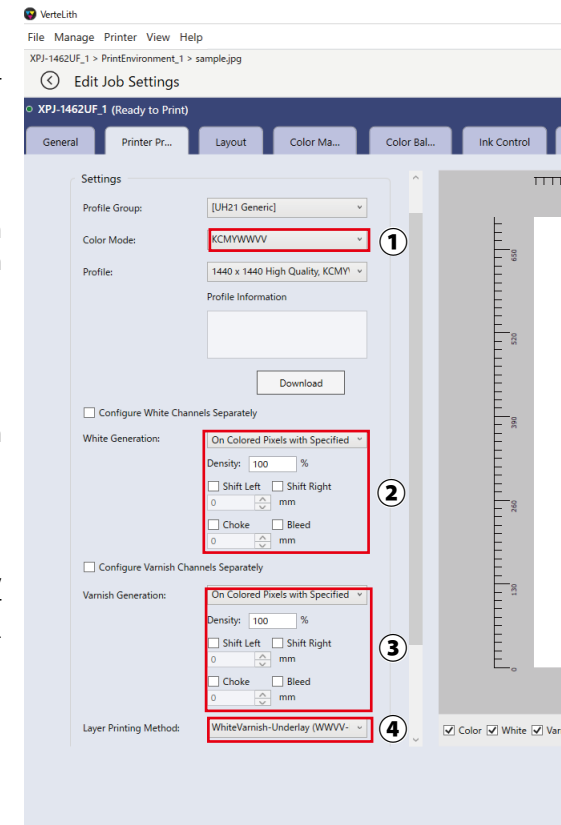 VerteLith
File Manage Printer View Help
XPJ-1462UF_1 > PrintEnvironment_1 > sample.jpg
Edit Job Settings
XPJ-1462UF_1 (Ready to Print)
General Printer Pr... Layout Color Ma... Color Bal... Ink Control
Settings
Profile Group: [UH21 Generic]
Color Mode: KCMYWWVV ①
Profile: 1440 x 1440 High Quality, KCMY
Profile Information
Download
Configure White Channels Separately
White Generation: On Colored Pixels with Specified
Density: 100 %
Shift Left Shift Right
②
0 mm
Choke Bleed
0 mm
Configure Varnish Channels Separately
Varnish Generation: On Colored Pixels with Specified
Density: 100 %
Shift Left Shift Right
③
0 mm
Choke Bleed
0 mm
Layer Printing Method: WhiteVarnish-Underlay (WWVV- ④
650
520
390
260
130
0
Color White Var